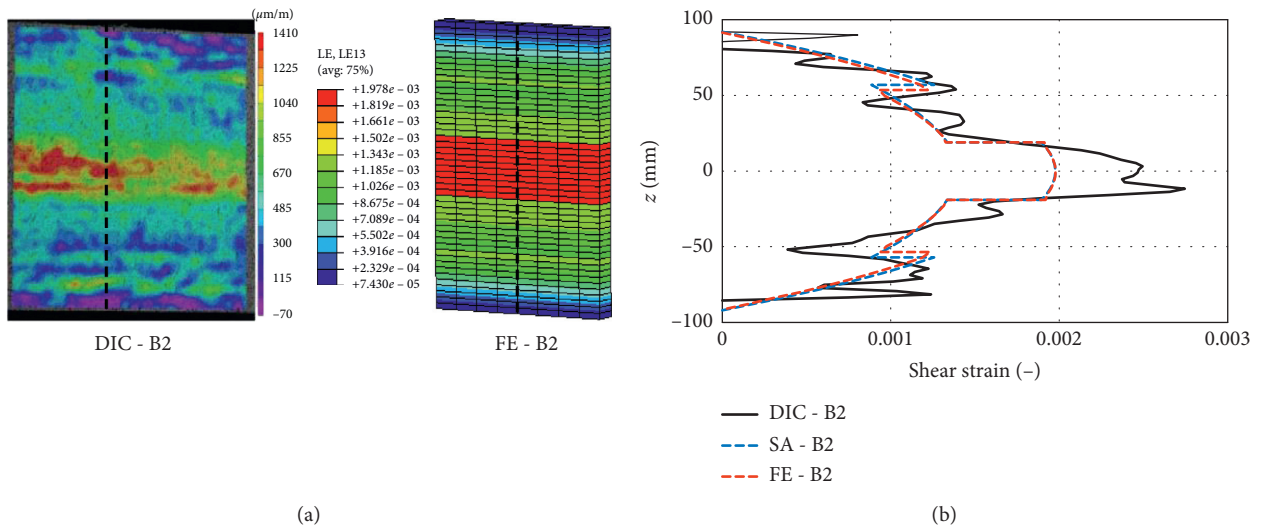 (µm/m)
1410
1225
1040
855
670
485
300
115
–70
DIC - B2
LE, LE13
(avg: 75%)
+1.978e – 03
+1.819e – 03
+1.661e – 03
+1.502e – 03
+1.343e – 03
+1.185e – 03
+1.026e – 03
+8.675e – 04
+7.089e – 04
+5.502e – 04
+3.916e – 04
+2.329e – 04
+7.430e – 05
FE - B2
(a)
z (mm)
100
50
0
–50
–100
0
0.001
0.002
0.003
Shear strain (–)
DIC - B2
SA - B2
FE - B2
(b)